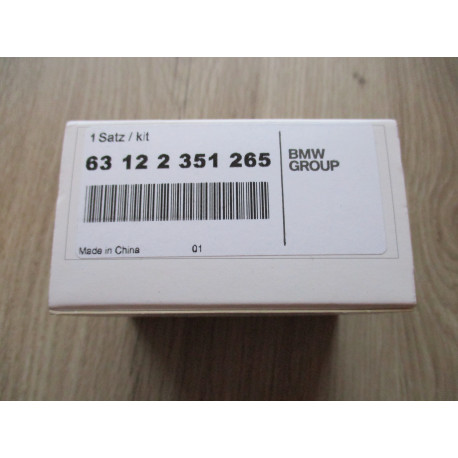 1 Satz / kit
63 12 2 351 265
BMW
GROUP
Made in China 01